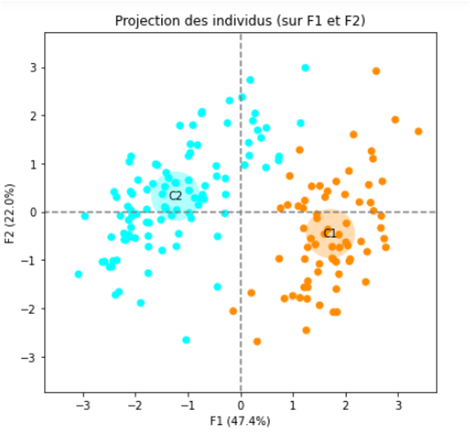 Projection des individus (sur F1 et F2)
3
2
1
0
−1
−2
−3
F2 (22.0%)
C2
C1
−3 −2 −1 0 1 2 3
F1 (47.4%)